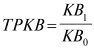 TPKB = KB₁ / KB₀